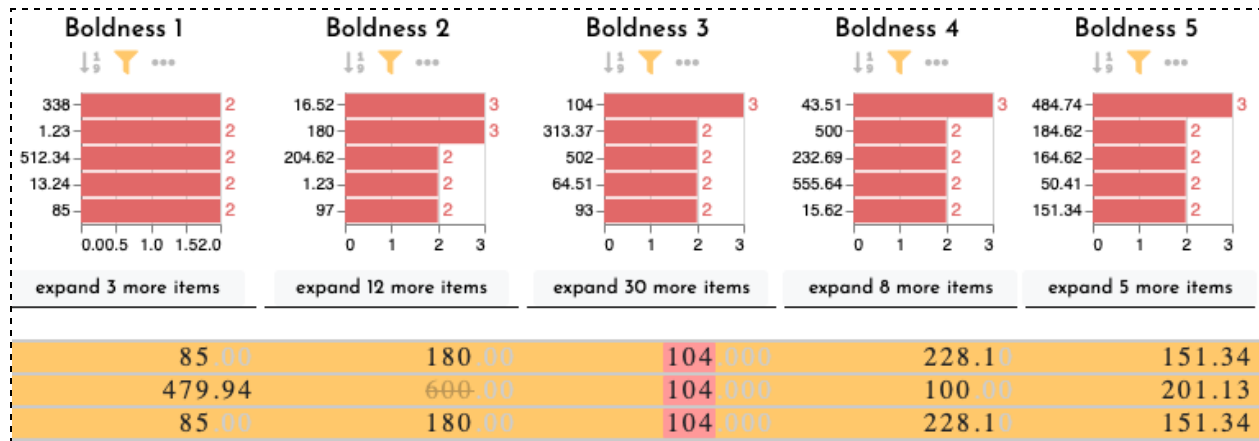 Boldness 1 Boldness 2 Boldness 3 Boldness 4 Boldness 5
338 2 16.52 3 104 3 43.51 3 484.74 3
1.23 2 180 3 313.37 2 500 2 184.62 2
512.34 2 204.62 2 502 2 232.69 2 164.62 2
13.24 2 1.23 2 64.51 2 555.64 2 50.41 2
85 2 97 2 93 2 15.62 2 151.34 2
0.00.5 1.0 1.52.0 0 1 2 3 0 1 2 3 0 1 2 3 0 1 2 3
expand 3 more items expand 12 more items expand 30 more items expand 8 more items expand 5 more items
85.00 180.00 104.000 228.10 151.34
479.94 600.00 104.000 100.00 201.13
85.00 180.00 104.000 228.10 151.34